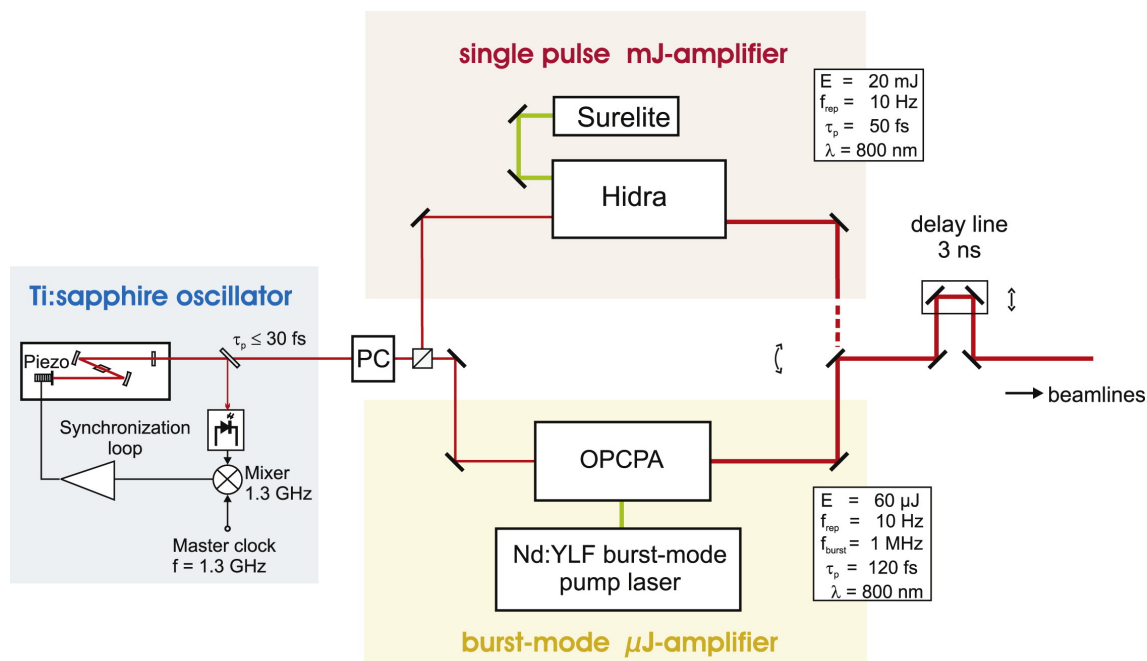 single pulse mJ-amplifier
Surelite
Hidra
E = 20 mJ
f_rep = 10 Hz
τ_p = 50 fs
λ = 800 nm
delay line
3 ns
Ti:sapphire oscillator
τ_p ≤ 30 fs
Piezo
PC
Synchronization
loop
Mixer
1.3 GHz
Master clock
f = 1.3 GHz
beamlines
OPCPA
Nd:YLF burst-mode
pump laser
E = 60 µJ
f_rep = 10 Hz
f_burst = 1 MHz
τ_p = 120 fs
λ = 800 nm
burst-mode µJ-amplifier